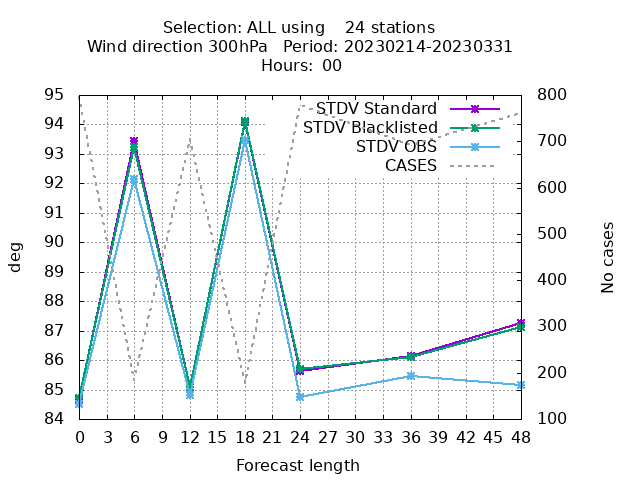 Selection: ALL using    24 stations
Wind direction 300hPa   Period: 20230214-20230331
Hours: 00
95
94
93
92
91
90
89
88
87
86
85
84
800
700
600
500
400
300
200
100
deg
No cases
STDV Standard
STDV Blacklisted
STDV OBS
CASES
0 3 6 9 12 15 18 21 24 27 30 33 36 39 42 45 48
Forecast length